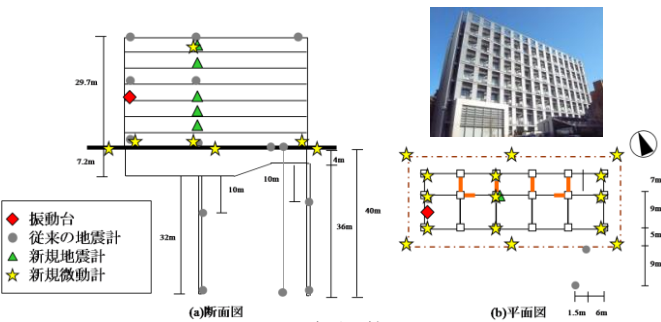 29.7m
7.2m
4m
10m
10m
32m
36m
40m
振動台
従来の地震計
新規地震計
新規微動計
(a)断面図
7m
9m
5m
9m
(b)平面図
1.5m
6m